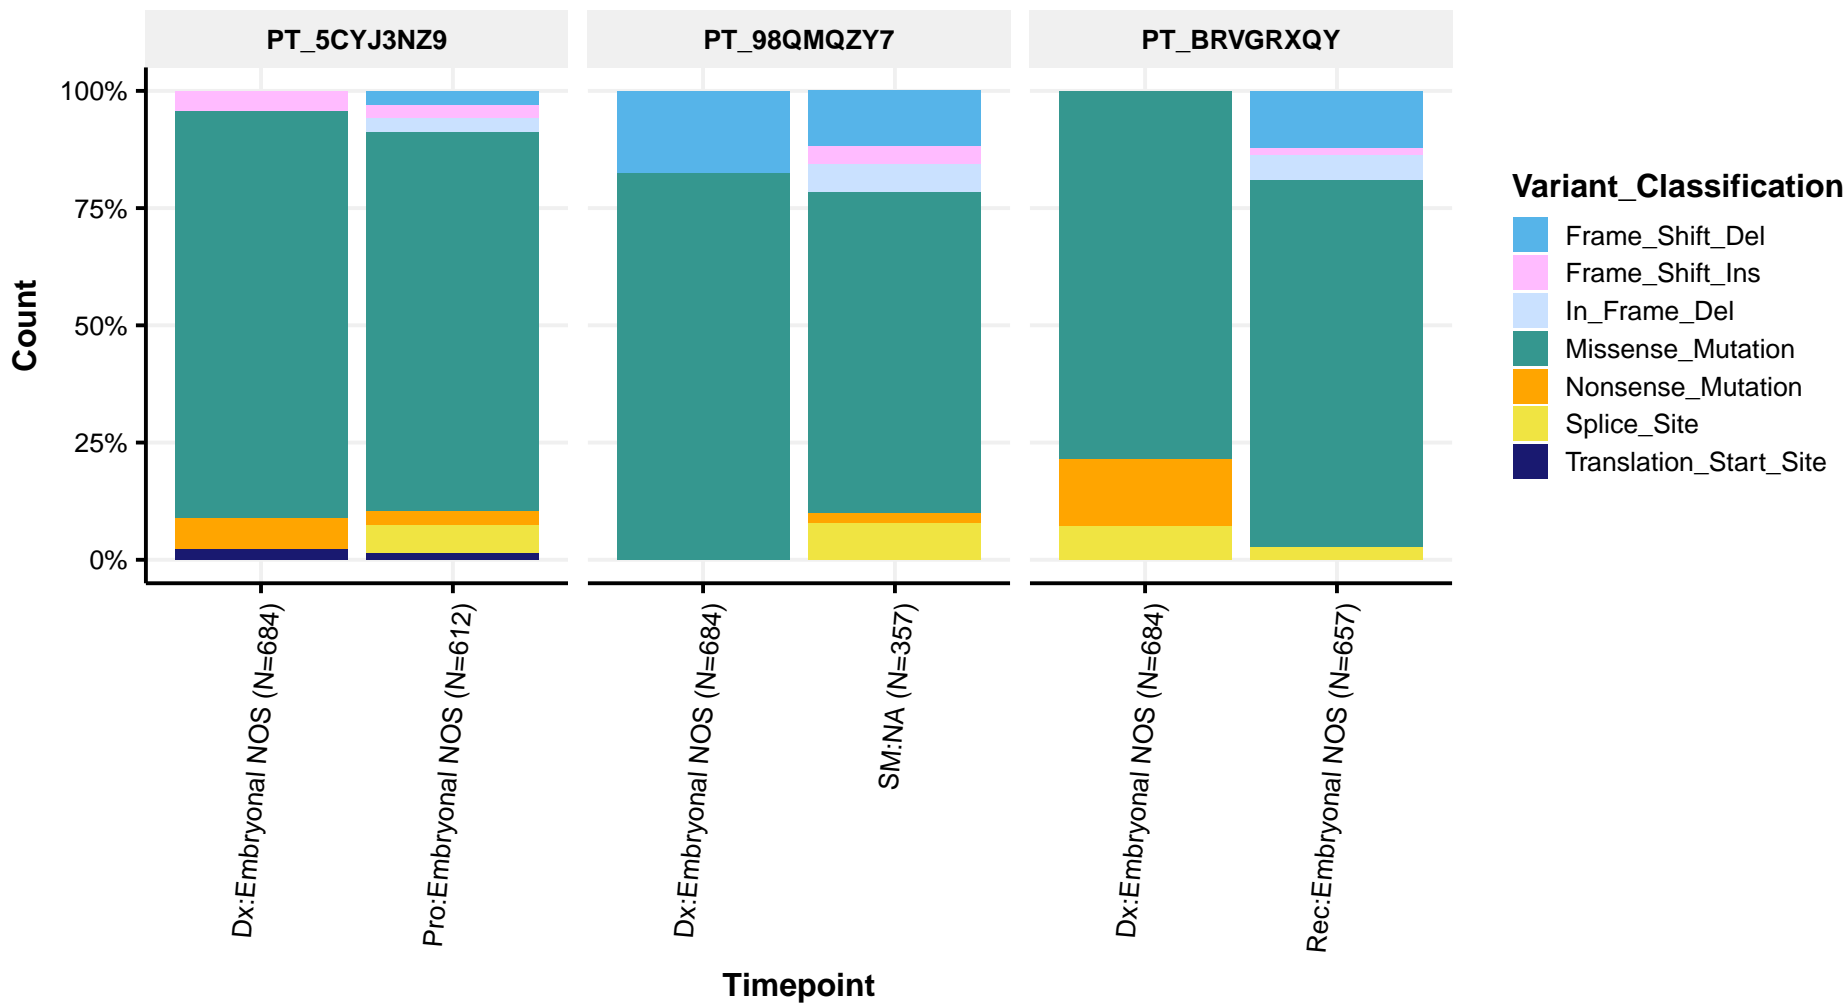 PT_5CYJ3NZ9
PT_98QMQZY7
PT_BRVGRXQY
100%
75%
50%
25%
0%
Count
Dx:Embryonal NOS (N=684)
Pro:Embryonal NOS (N=612)
Dx:Embryonal NOS (N=684)
SM:NA (N=357)
Dx:Embryonal NOS (N=684)
Rec:Embryonal NOS (N=657)
Timepoint
Variant_Classification
Frame_Shift_Del
Frame_Shift_Ins
In_Frame_Del
Missense_Mutation
Nonsense_Mutation
Splice_Site
Translation_Start_Site